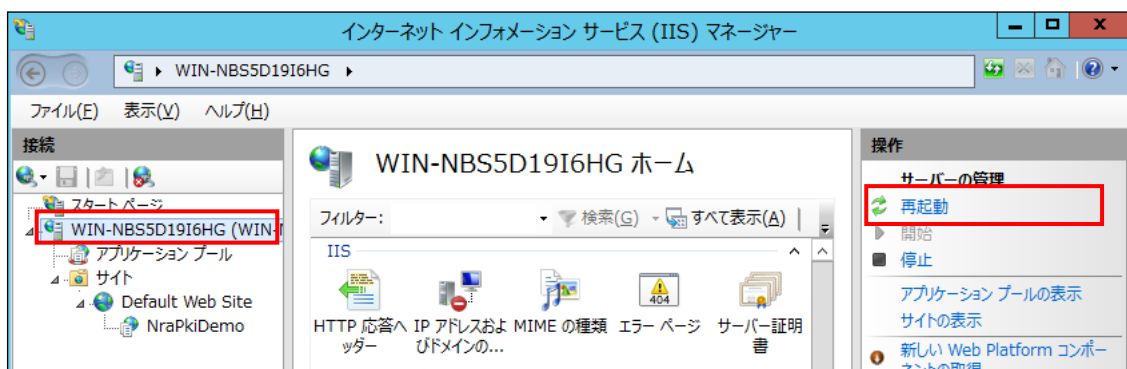 インターネット インフォメーション サービス (IIS) マネージャー
WIN-NBS5D19I6HG
ファイル(F) 表示(V) ヘルプ(H)
接続
スタート ページ
WIN-NBS5D19I6HG (WIN-
アプリケーション プール
サイト
Default Web Site
NraPkiDemo
WIN-NBS5D19I6HG ホーム
フィルター: 検索(G) すべて表示(A)
IIS
HTTP 応答ヘ
ッダー
IP アドレスおよ
びドメインの...
MIME の種類
404
エラー ページ
サーバー証明
書
操作
サーバーの管理
再起動
開始
停止
アプリケーション プールの表示
サイトの表示
新しい Web Platform コンポー
ネントの取得